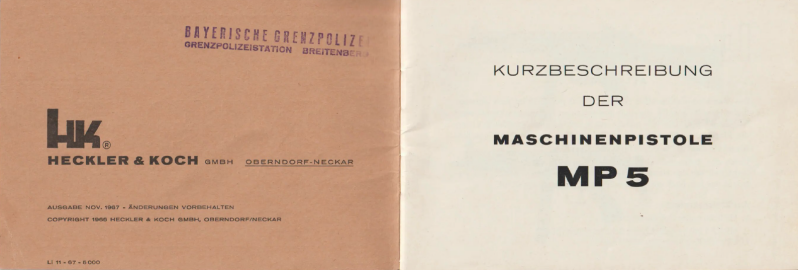 BAYERISCHE GRENZPOLIZEI
GRENZPOLIZEISTATION BREITENBERG
HK®
HECKLER & KOCH GMBH OBERNDORF-NECKAR
AUSGABE NOV. 1967 • ÄNDERUNGEN VORBEHALTEN
COPYRIGHT 1966 HECKLER & KOCH GMBH, OBERNDORF/NECKAR
LI 11 - 67 - 6000
KURZBESCHREIBUNG
DER
MASCHINENPISTOLE
MP 5